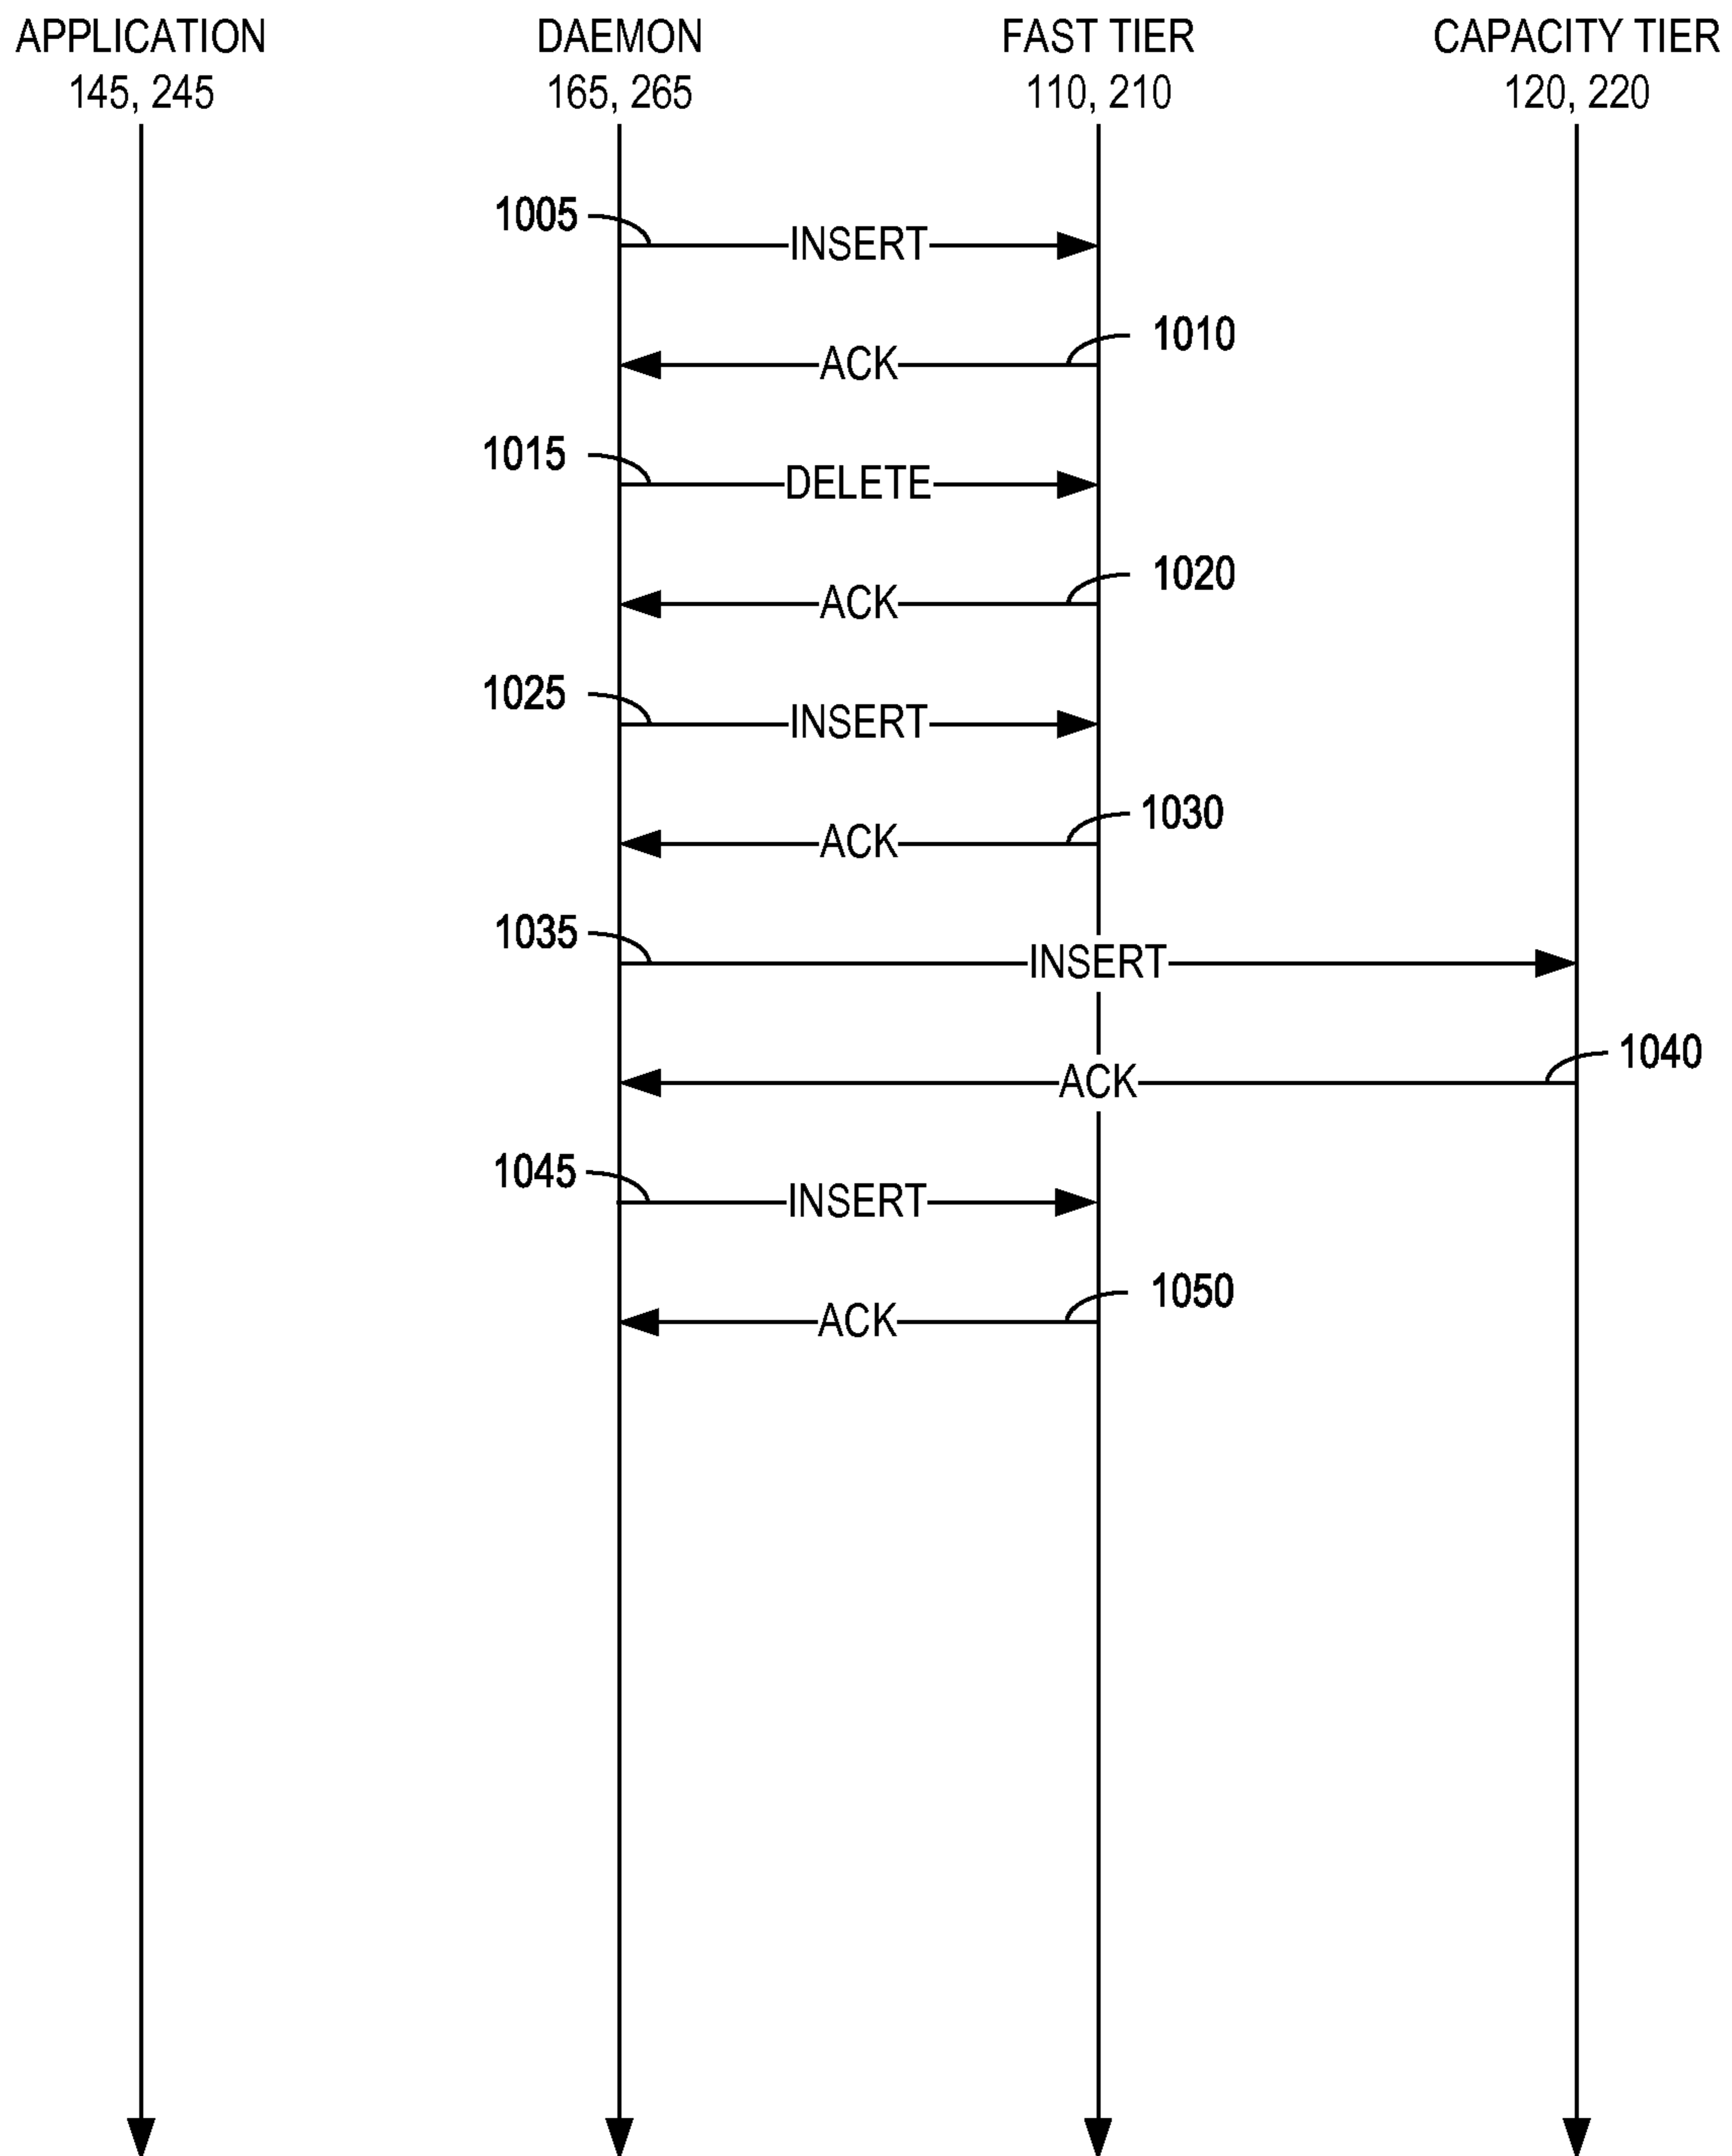 APPLICATION
145, 245
DAEMON
165, 265
FAST TIER
110, 210
CAPACITY TIER
120, 220
1005
INSERT
1010
ACK
1015
DELETE
1020
ACK
1025
INSERT
1030
ACK
1035
INSERT
1040
ACK
1045
INSERT
1050
ACK